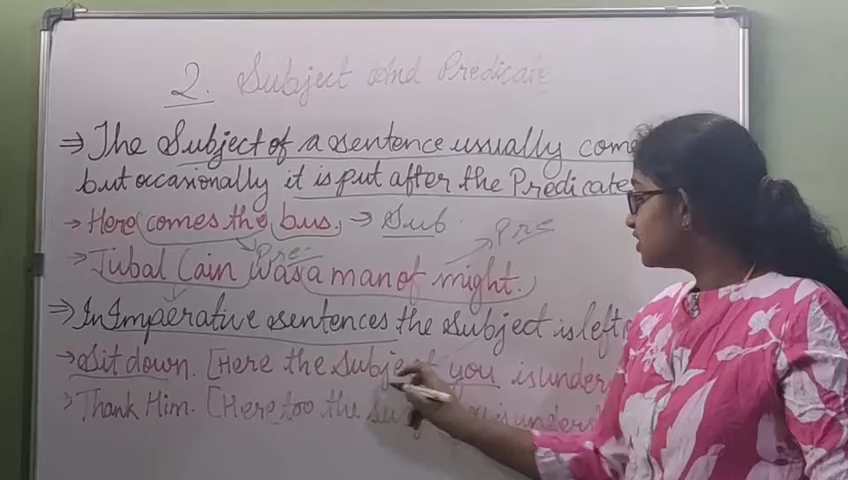 2. Subject And Predicate
⇒ The Subject of a sentence usually come
but occasionally it is put after the Predicate
→ Here comes the bus. → Sub.
Pre
Pre
→ Tubal Cain was a man of might.
⇒ In Imperative sentences the subject is left
→ Sit down. [Here the subject you is under
→ Thank Him. [Here too the is